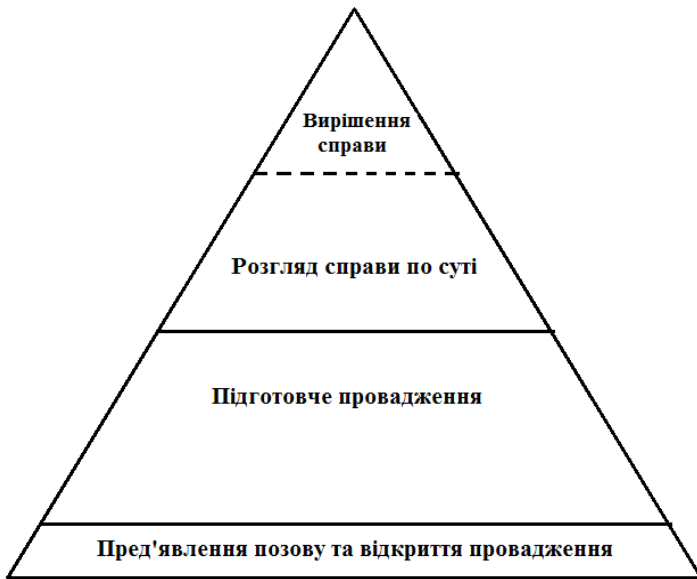 Вирішення
справи
Розгляд справи по суті
Підготовче провадження
Пред'явлення позову та відкриття провадження